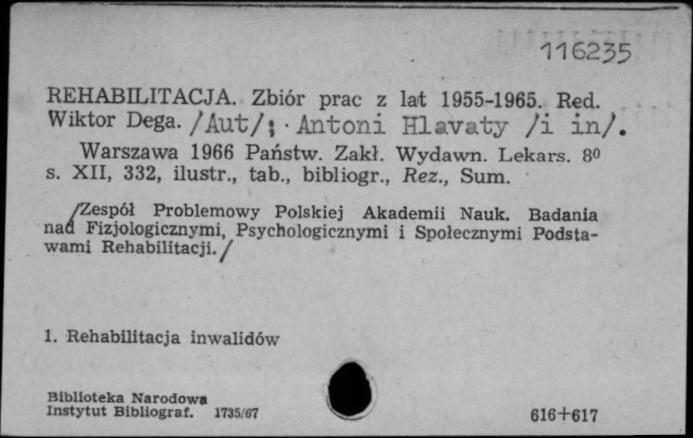 116235
REHABILITACJA. Zbiór prac z lat 1955-1965. Red.
Wiktor Dega. /Aut/; Antoni Hlavaty /i in/.
Warszawa 1966 Państw. Zakł. Wydawn. Lekars. 8º
s. XII, 332, ilustr., tab., bibliogr., Rez., Sum.
/Zespół Problemowy Polskiej Akademii Nauk. Badania
nad Fizjologicznymi, Psychologicznymi i Społecznymi Podsta-
wami Rehabilitacji./
1. Rehabilitacja inwalidów
Biblioteka Narodowa
Instytut Bibliograf. 1735/67
616+617